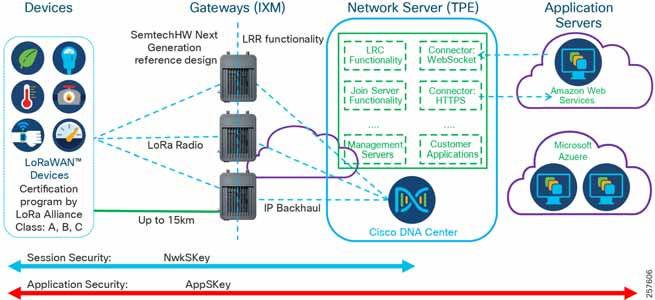 Devices
Gateways (IXM)
Network Server (TPE)
Application
Servers
SemtechHW Next
Generation
reference design
LRR functionality
LRC
Functionality
Connector:
WebSocket
Join Server
Functionality
Connector:
HTTPS
....
....
Management
Servers
Customer
Applications
Amazon Web
Services
LoRa Radio
Microsoft
Azuere
LoRaWAN™
Devices
Certification
program by
LoRa Alliance
Class: A, B, C
Up to 15km
IP Backhaul
Cisco DNA Center
Session Security: NwkSKey
Application Security: AppSKey
257606